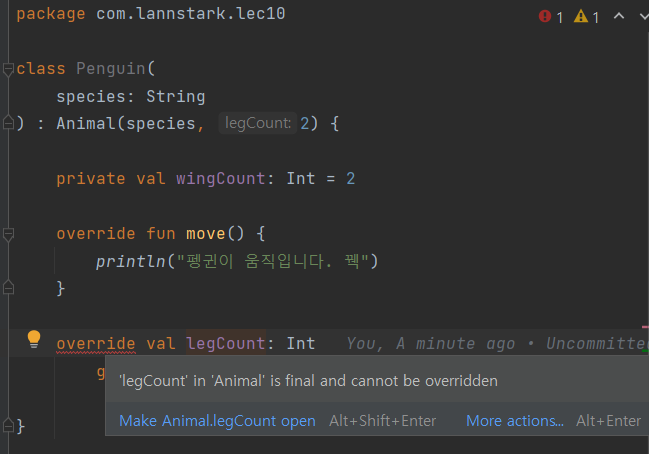 package com.lannstark.lec10
1 1
class Penguin(
species: String
) : Animal(species, legCount: 2) {
private val wingCount: Int = 2
override fun move() {
println("펭귄이 움직입니다. 꿱")
}
override val legCount: Int You, A minute ago • Uncommitte
g
'legCount' in 'Animal' is final and cannot be overridden
Make Animal.legCount open Alt+Shift+Enter More actions... Alt+Enter
}